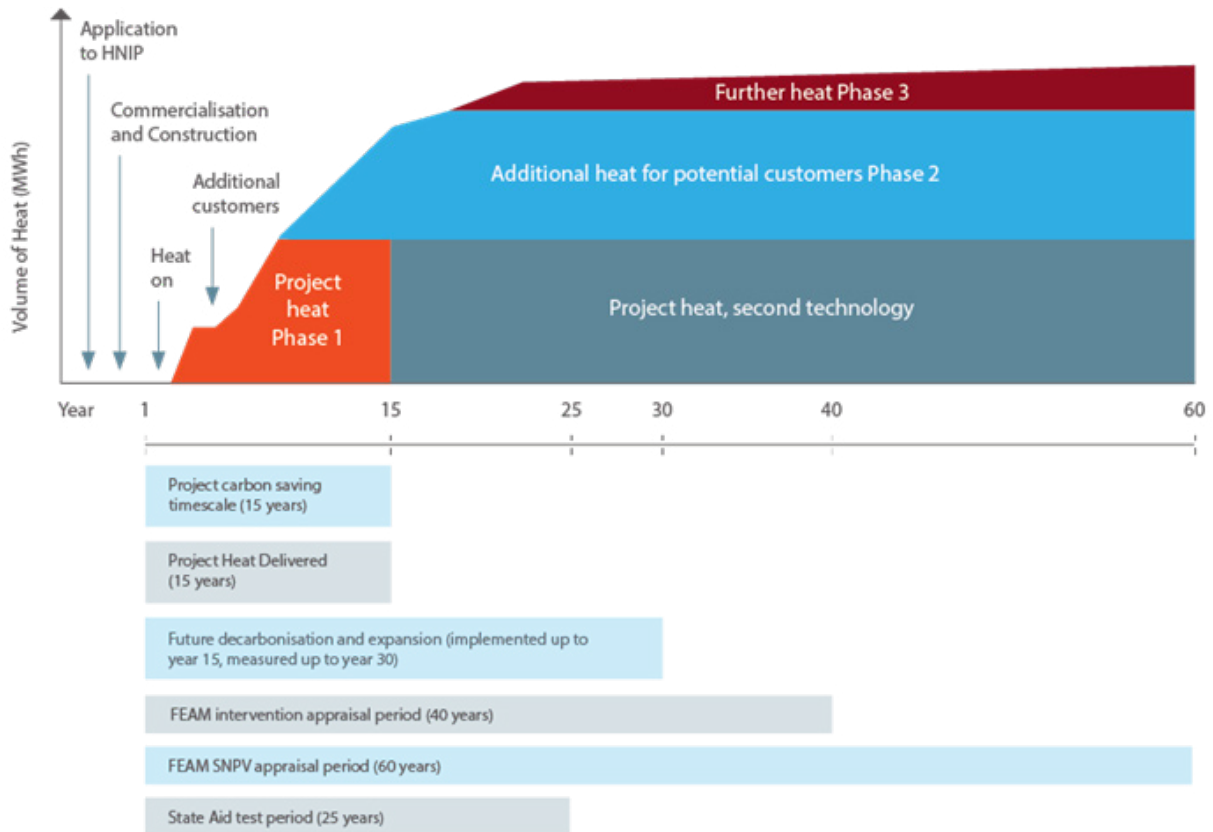 Application
to HNIP
Commercialisation
and Construction
Additional
customers
Heat
on
Volume of Heat (MWh)
Further heat Phase 3
Additional heat for potential customers Phase 2
Project
heat
Phase 1
Project heat, second technology
Year 1 15 25 30 40 60
Project carbon saving
timescale (15 years)
Project Heat Delivered
(15 years)
Future decarbonisation and expansion (implemented up to
year 15, measured up to year 30)
FEAM intervention appraisal period (40 years)
FEAM SNPV appraisal period (60 years)
State Aid test period (25 years)